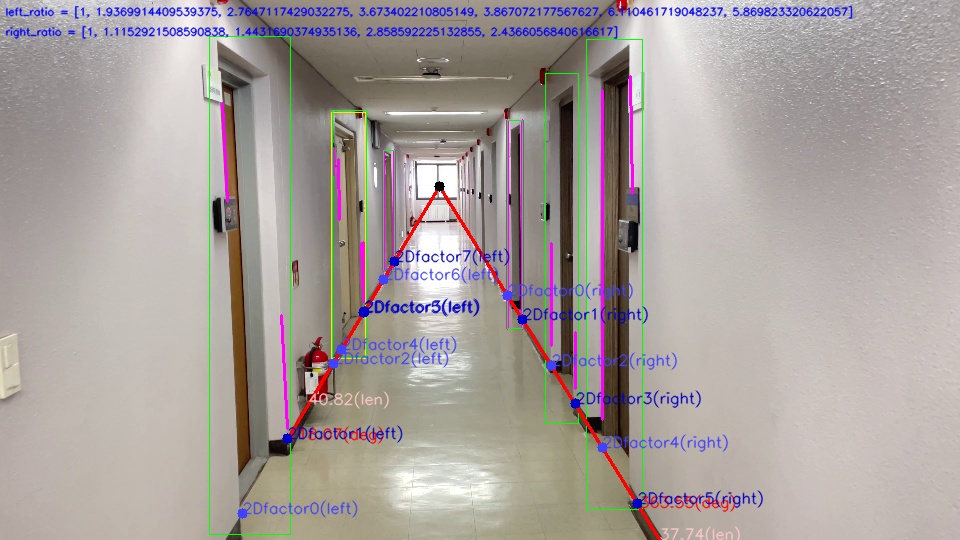 left_ratio = [1, 1.9369914409539375, 2.7647117429032275, 3.673402210805149, 3.867072177567627, 6.110461719048237, 5.869823320622057]
right_ratio = [1, 1.1152921508590838, 1.4431690374935136, 2.858592225132855, 2.4366056840616617]
2Dfactor7(left)
2Dfactor6(left)
2Dfactor0(right)
2Dfactor1(right)
2Dfactor4(left)
2Dfactor2(left)
2Dfactor2(right)
40.82(len)
2Dfactor3(right)
2Dfactor1(left)
(deg)
2Dfactor4(right)
2Dfactor5(right)
(deg)
2Dfactor0(left)
37.74(len)